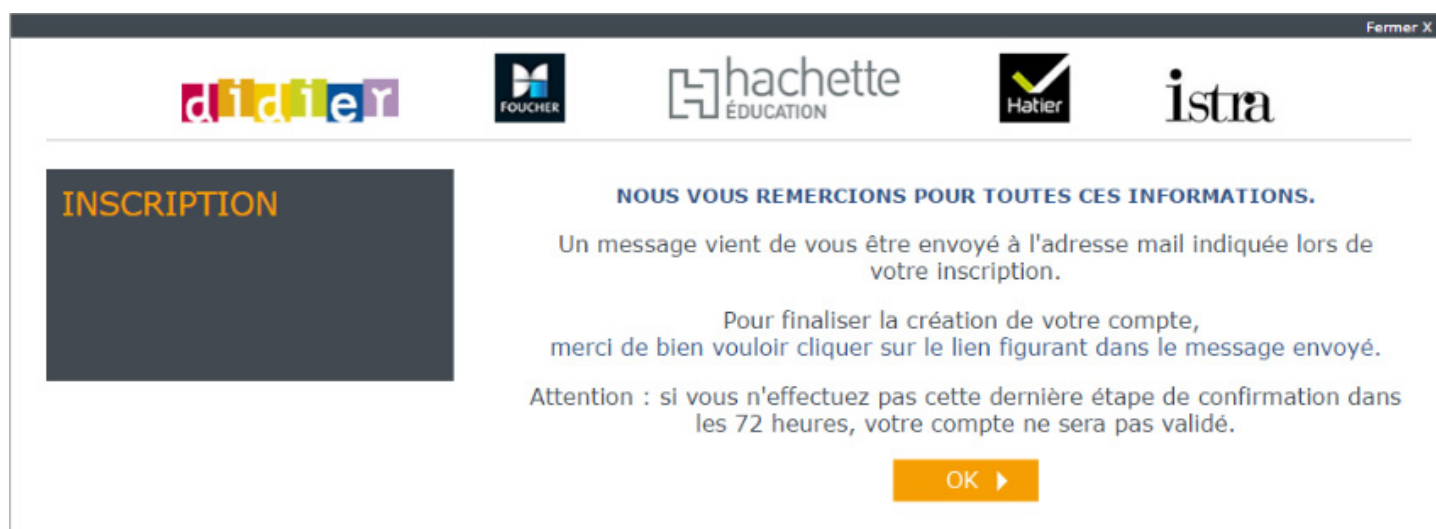 Fermer X
didier
FOUCHER
hachette
ÉDUCATION
Hatier
istra
INSCRIPTION
NOUS VOUS REMERCIONS POUR TOUTES CES INFORMATIONS.
Un message vient de vous être envoyé à l'adresse mail indiquée lors de
votre inscription.
Pour finaliser la création de votre compte,
merci de bien vouloir cliquer sur le lien figurant dans le message envoyé.
Attention : si vous n'effectuez pas cette dernière étape de confirmation dans
les 72 heures, votre compte ne sera pas validé.
OK